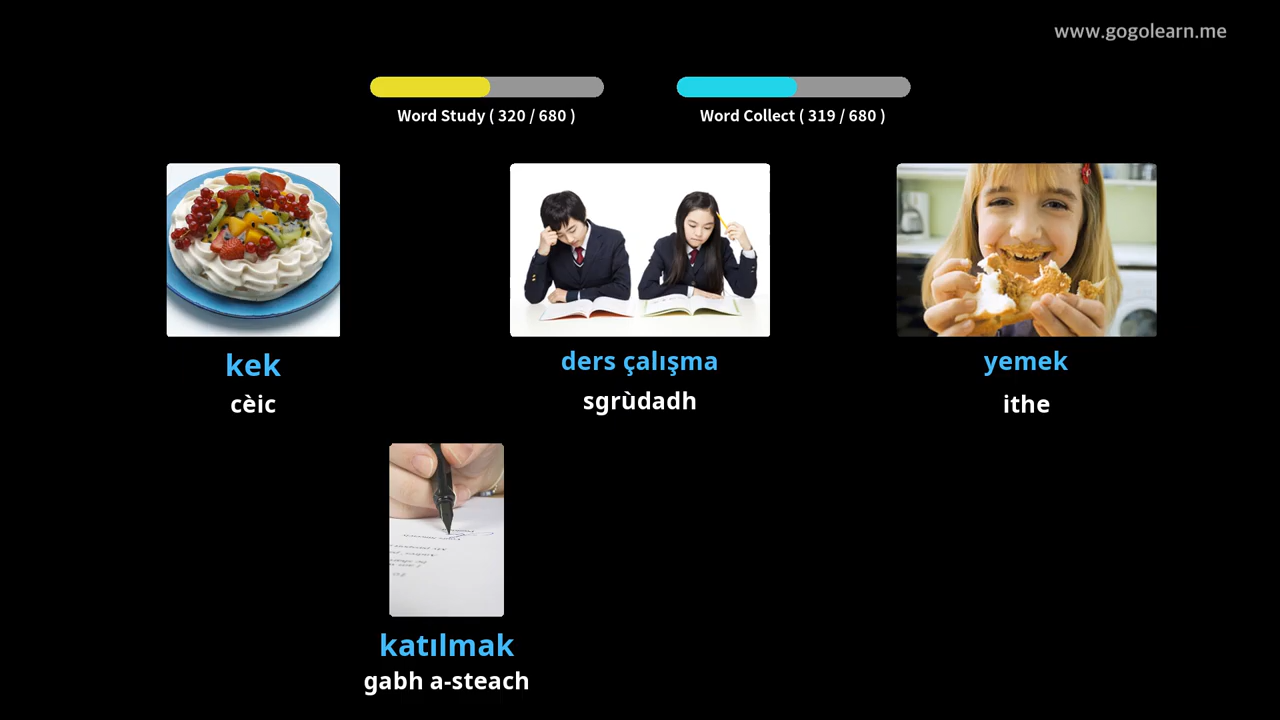 www.gogolearn.me
Word Study ( 320 / 680 )
Word Collect ( 319 / 680 )
kek
cèic
ders çalışma
sgrùdadh
yemek
ithe
katılmak
gabh a-steach